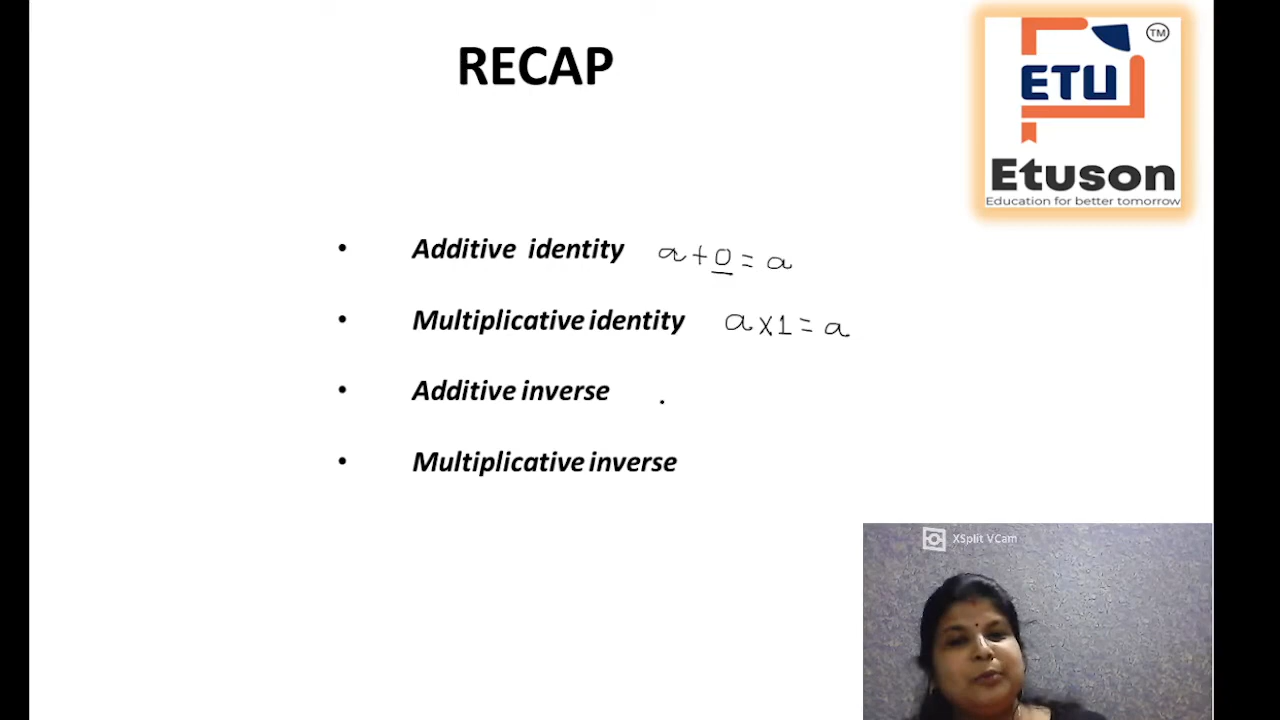 RECAP
TM
ETU
Etuson
Education for better tomorrow
• Additive identity a + 0 = a
• Multiplicative identity a x 1 = a
• Additive inverse .
• Multiplicative inverse
XSplit VCam